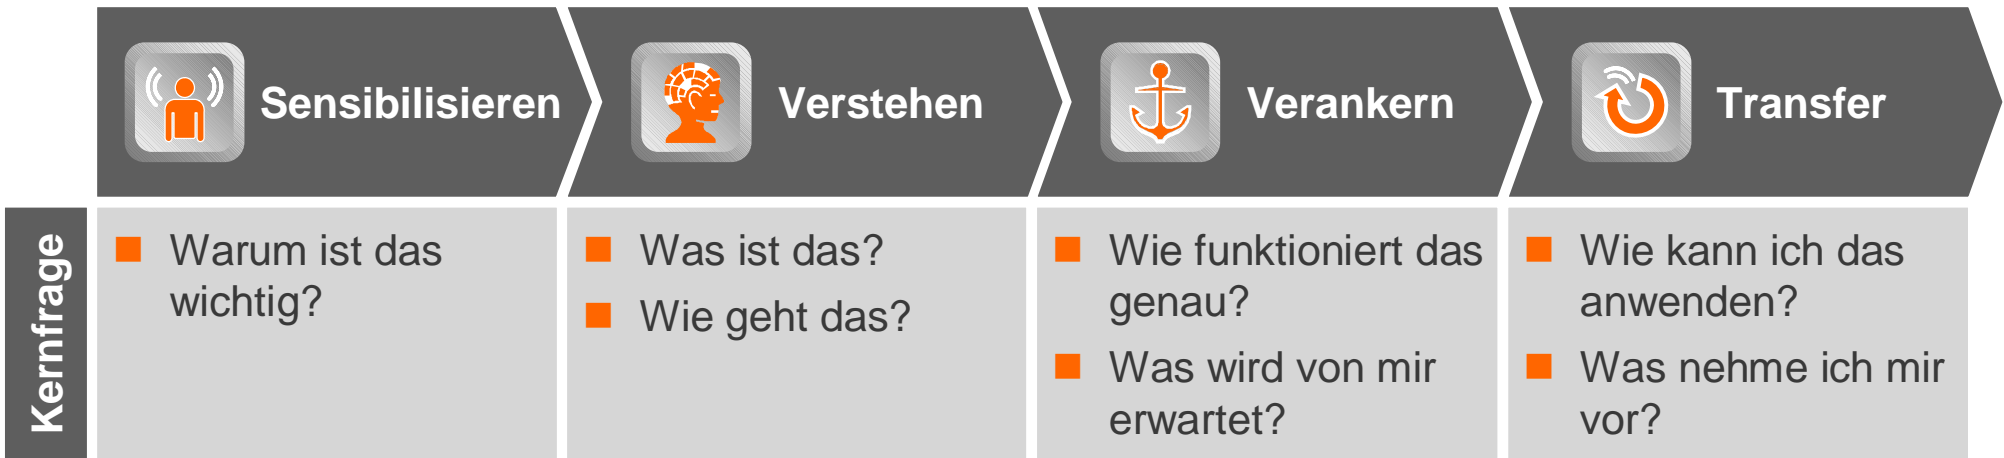 Sensibilisieren
Verstehen
Verankern
Transfer
Kernfrage
Warum ist das
wichtig?
Was ist das?
Wie geht das?
Wie funktioniert das
genau?
Was wird von mir
erwartet?
Wie kann ich das
anwenden?
Was nehme ich mir
vor?